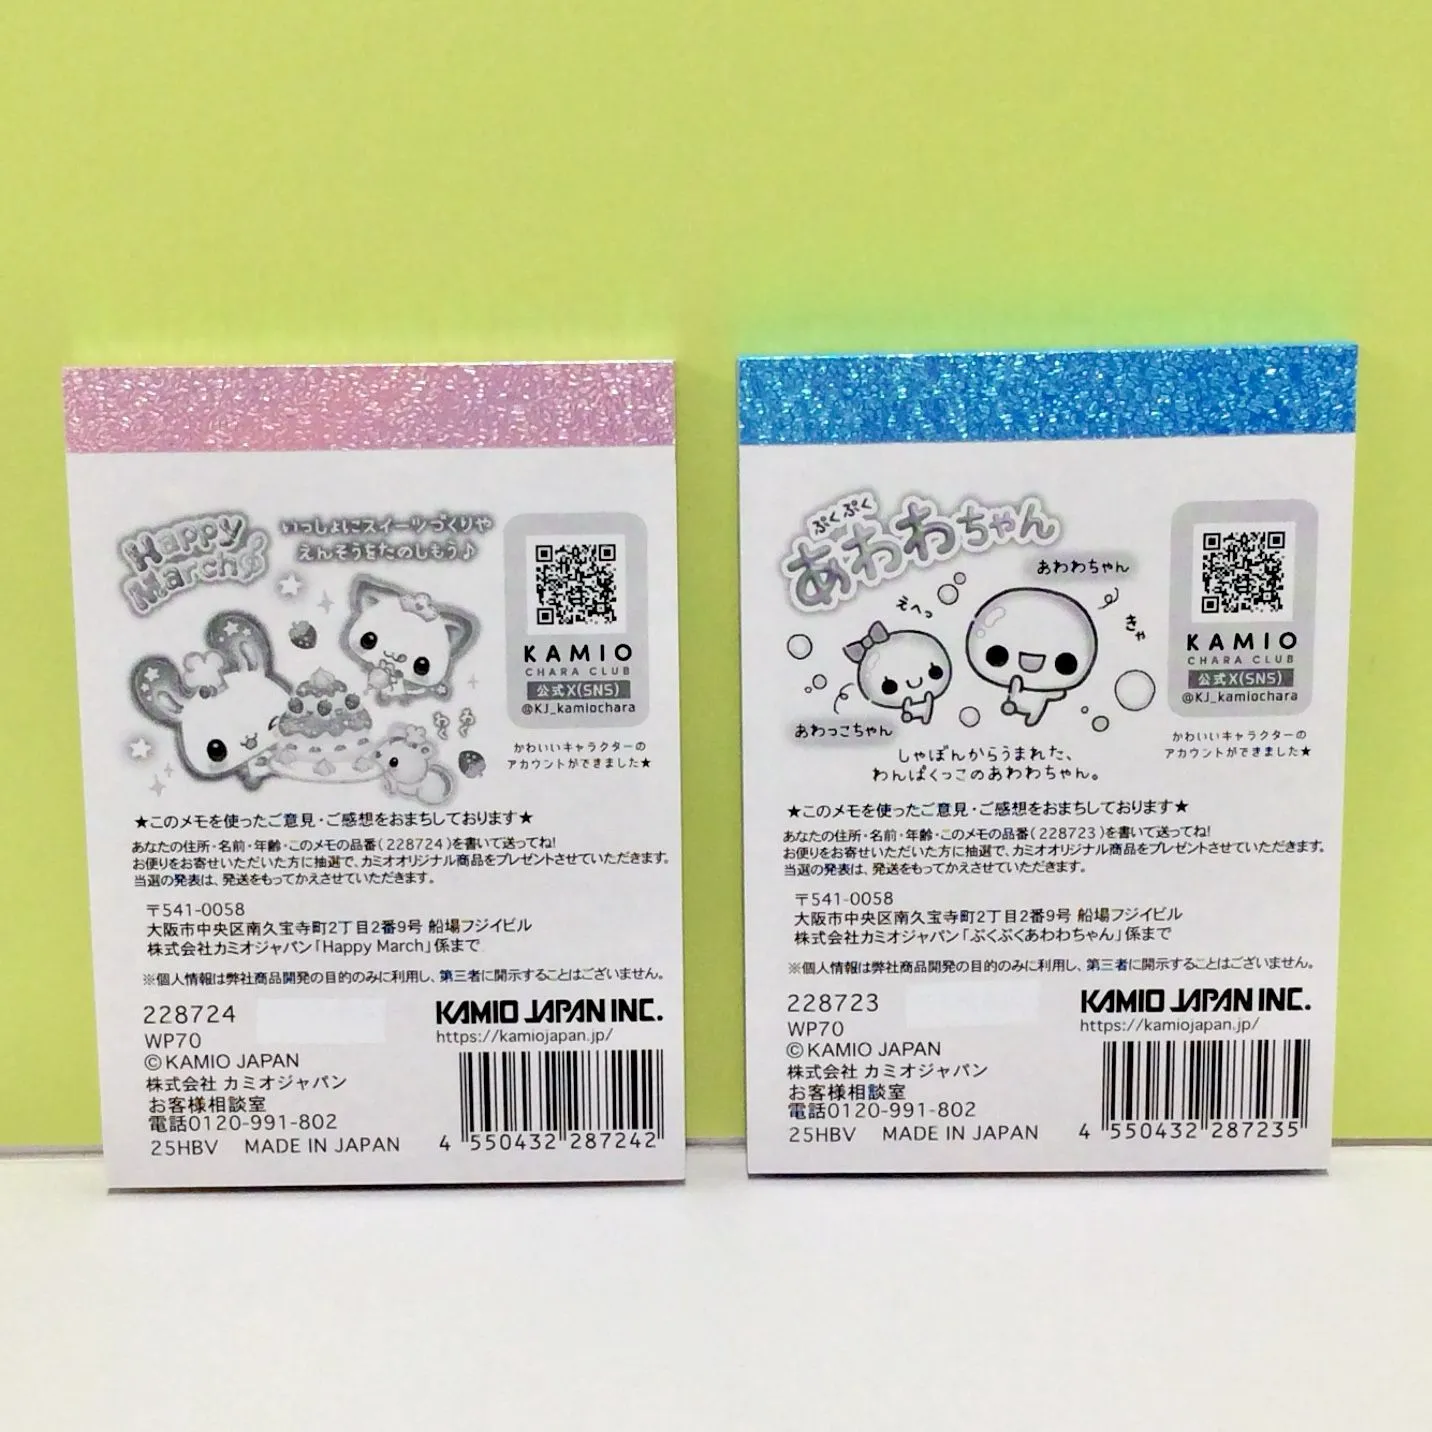 Happy
March
いっしょにスイーツづくりや
えんそうをたのしもう♪
わく
わく
KAMIO
CHARA CLUB
公式X(SNS)
@KJ_kamiochara
かわいいキャラクターの
アカウントができました★
★このメモを使ったご意見・ご感想をおまちしております★
あなたの住所・名前・年齢・このメモの品番(228724)を書いて送ってね!
お便りをお寄せいただいた方に抽選で、カミオオリジナル商品をプレゼントさせていただきます。
当選の発表は、発送をもってかえさせていただきます。
〒541-0058
大阪市中央区南久宝寺町2丁目2番9号 船場フジイビル
株式会社カミオジャパン「Happy March」係まで
※個人情報は弊社商品開発の目的のみに利用し、第三者に開示することはございません。
228724
WP70
©KAMIO JAPAN
株式会社 カミオジャパン
お客様相談室
電話0120-991-802
25HBV MADE IN JAPAN
KAMIO JAPAN INC.
https://kamiojapan.jp/
4 550432 287242
ぷくぷく
あわわちゃん
あわわちゃん
えへっ
きゃ
あわっこちゃん
しゃぼんからうまれた、
わんぱくっこのあわわちゃん。
KAMIO
CHARA CLUB
公式X(SNS)
@KJ_kamiochara
かわいいキャラクターの
アカウントができました★
★このメモを使ったご意見・ご感想をおまちしております★
あなたの住所・名前・年齢・このメモの品番(228723)を書いて送ってね!
お便りをお寄せいただいた方に抽選で、カミオオリジナル商品をプレゼントさせていただきます。
当選の発表は、発送をもってかえさせていただきます。
〒541-0058
大阪市中央区南久宝寺町2丁目2番9号 船場フジイビル
株式会社カミオジャパン「ぷくぷくあわわちゃん」係まで
※個人情報は弊社商品開発の目的のみに利用し、第三者に開示することはございません。
228723
WP70
©KAMIO JAPAN
株式会社 カミオジャパン
お客様相談室
電話0120-991-802
25HBV MADE IN JAPAN
KAMIO JAPAN INC.
https://kamiojapan.jp/
4 550432 287235